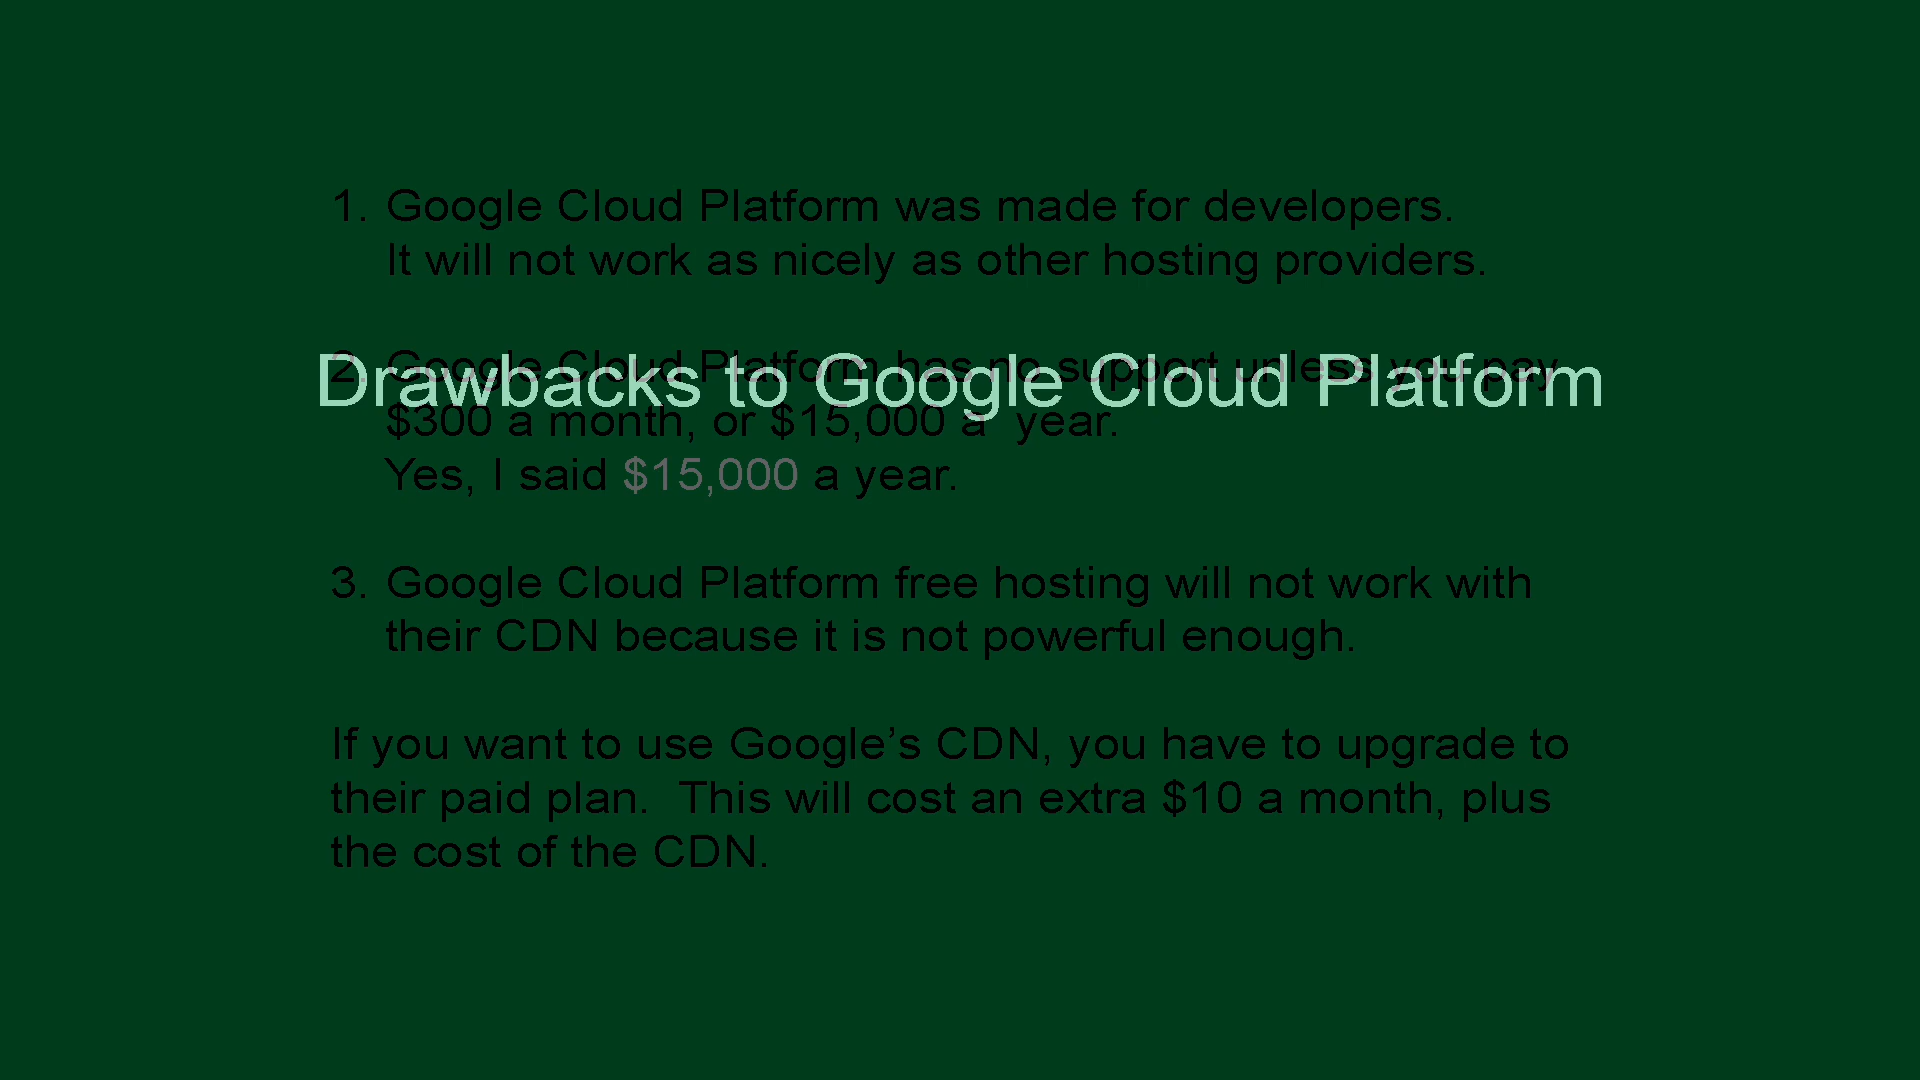 1. Google Cloud Platform was made for developers.
It will not work as nicely as other hosting providers.
2. Google Cloud Platform has no support unless you pay
Drawbacks to Google Cloud Platform
$300 a month, or $15,000 a year.
Yes, I said $15,000 a year.
3. Google Cloud Platform free hosting will not work with
their CDN because it is not powerful enough.
If you want to use Google’s CDN, you have to upgrade to
their paid plan. This will cost an extra $10 a month, plus
the cost of the CDN.